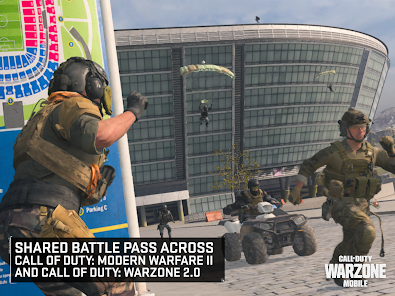 Parking C
SHARED BATTLE PASS ACROSS
CALL OF DUTY: MODERN WARFARE II
AND CALL OF DUTY: WARZONE 2.0
CALL OF DUTY
WARZONE
MOBILE